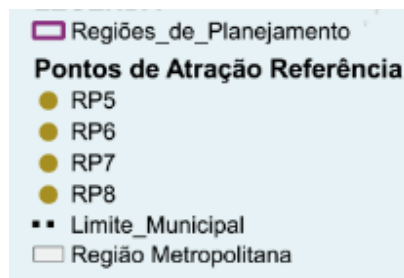 Regiões_de_Planejamento
Pontos de Atração Referência
RP5
RP6
RP7
RP8
Limite_Municipal
Região Metropolitana